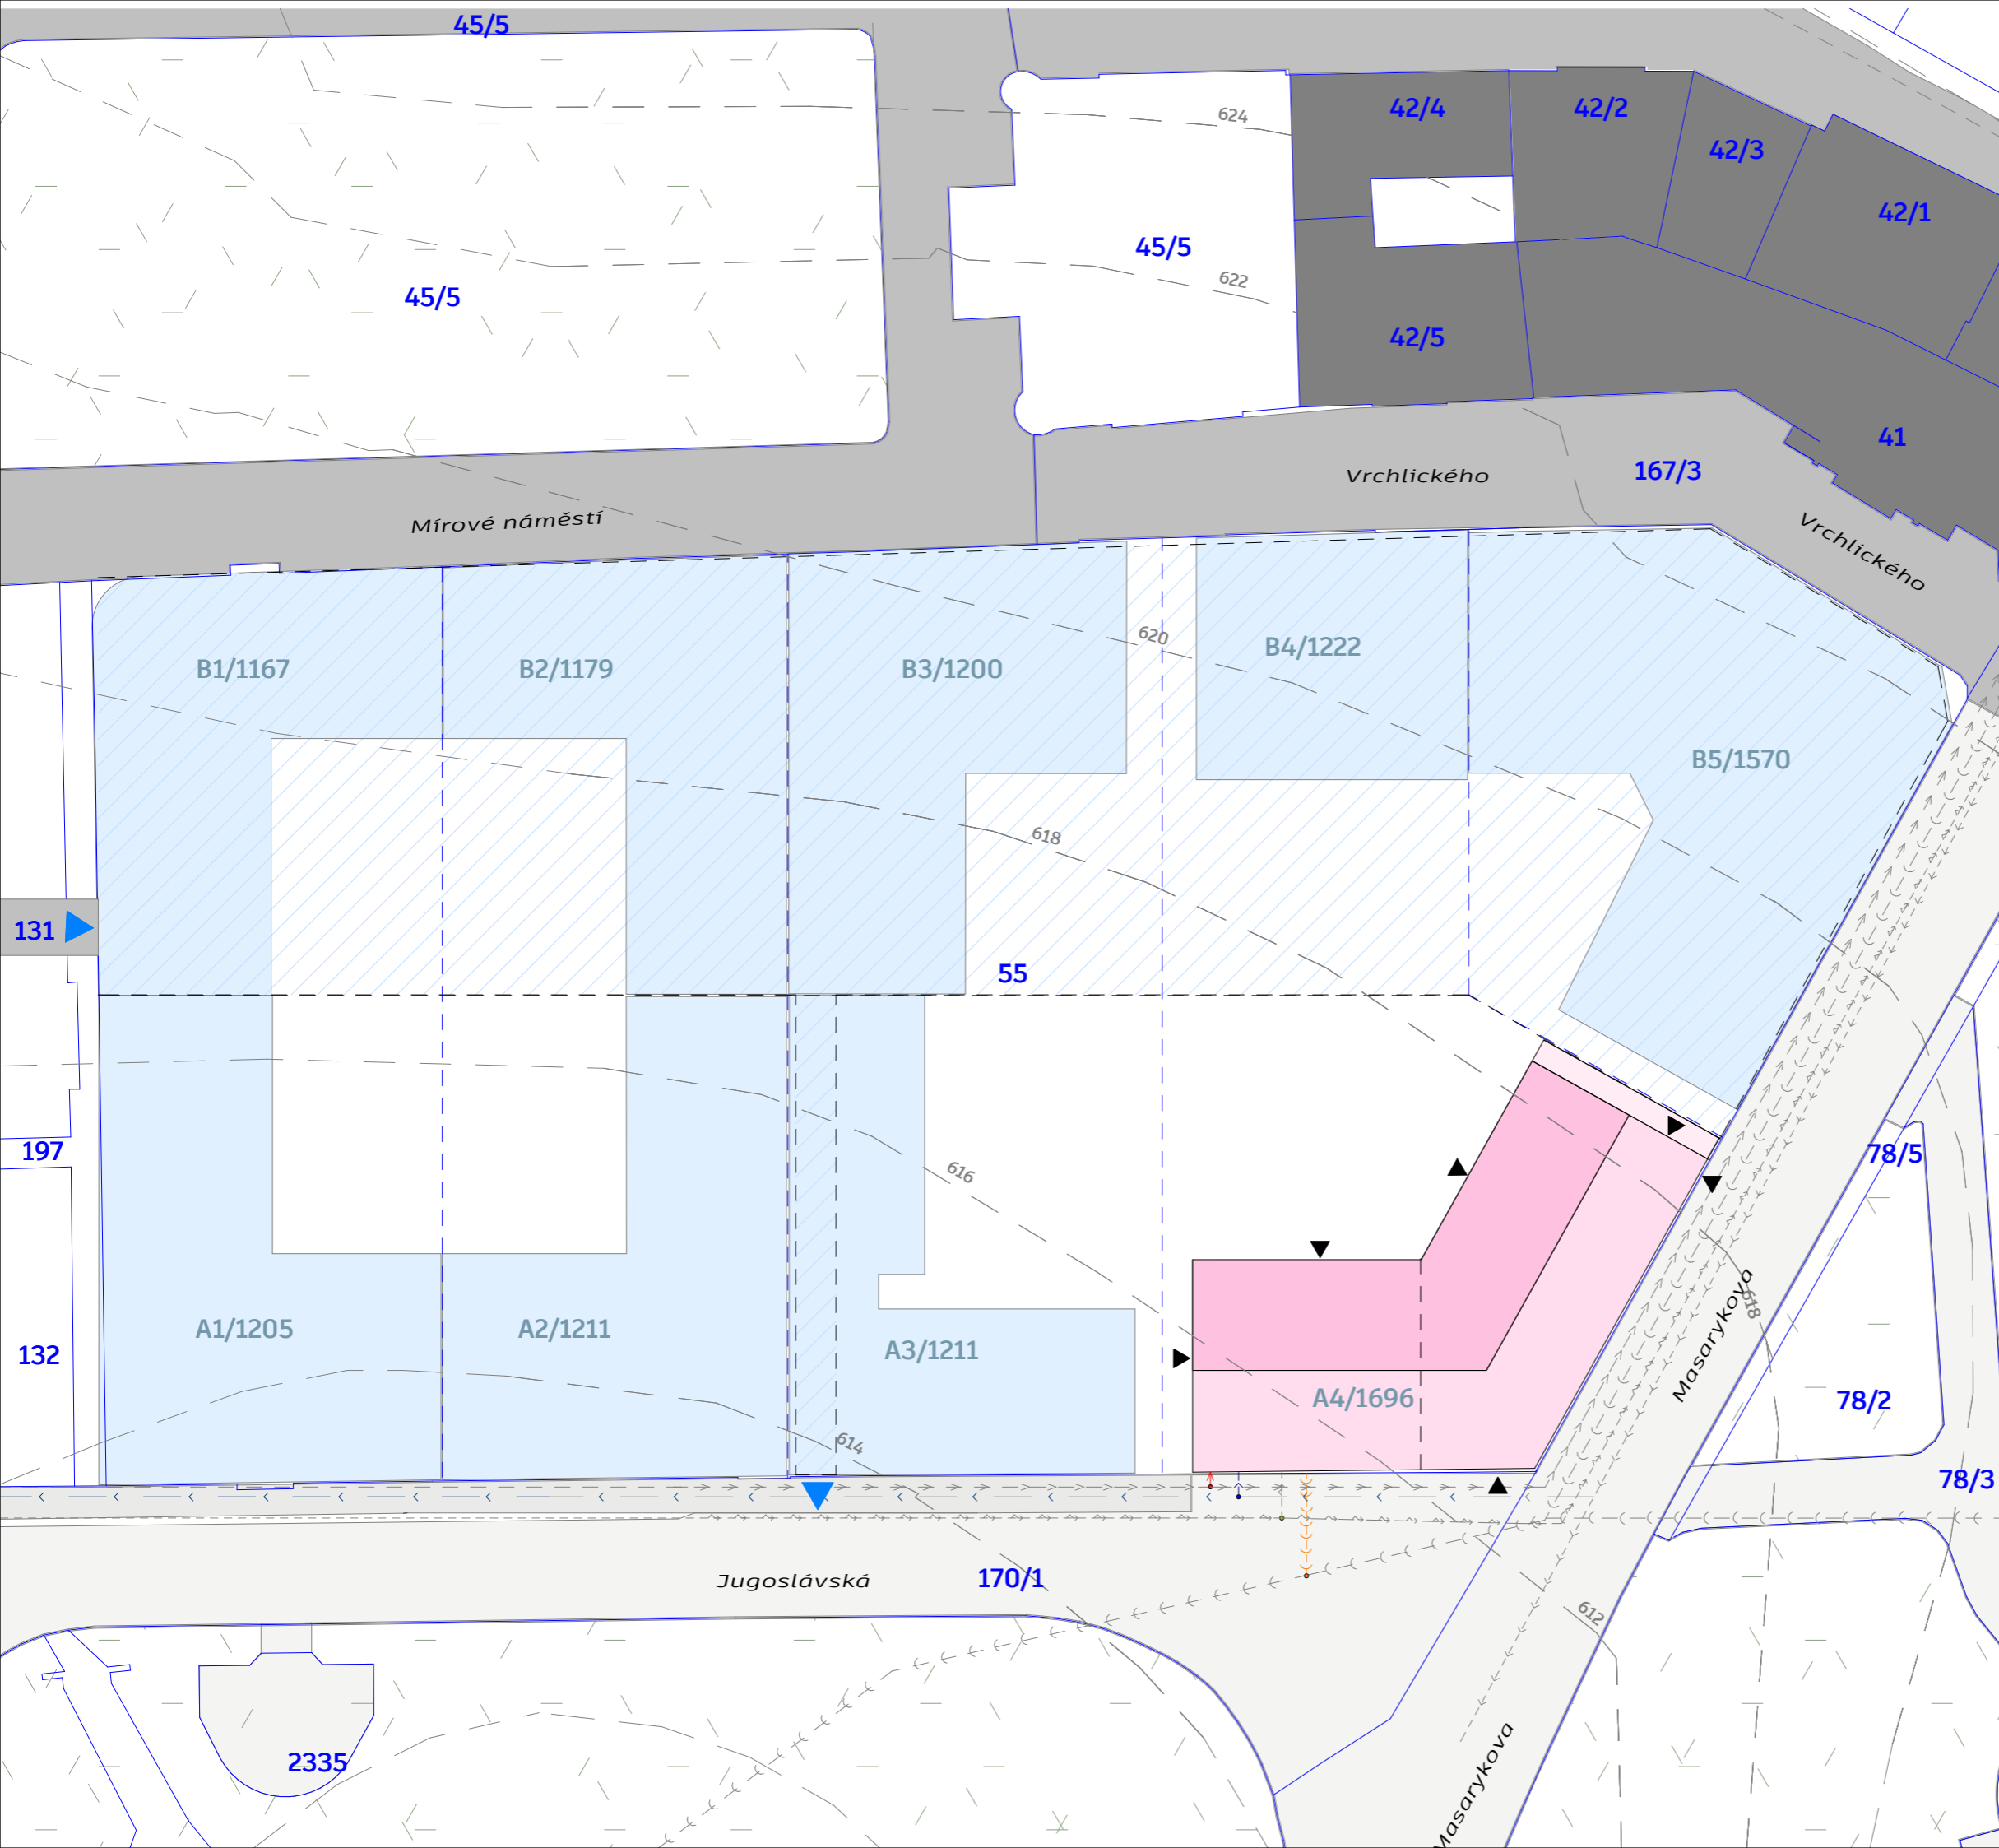 45/5
42/4
42/2
624
42/3
42/1
45/5
622
45/5
42/5
41
167/3
Vrchlického
Mírové náměstí
Vrchlického
620
B4/1222
B1/1167
B2/1179
B3/1200
B5/1570
618
131
55
197
78/5
616
618
A1/1205
A2/1211
Masarykova
A3/1211
132
A4/1696
78/2
614
78/3
170/1
Jugoslávská
612
2335
Masarykova